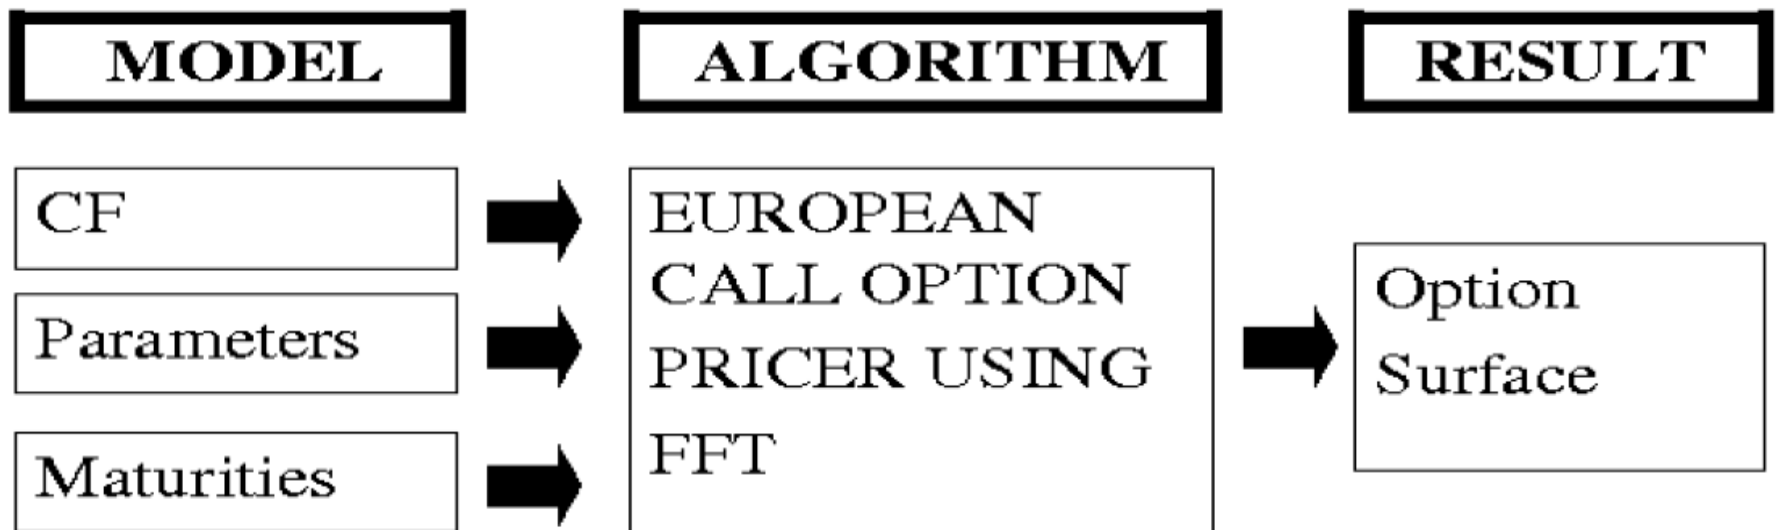 MODEL
ALGORITHM
RESULT
CF
Parameters
Maturities
EUROPEAN
CALL OPTION
PRICER USING
FFT
Option
Surface